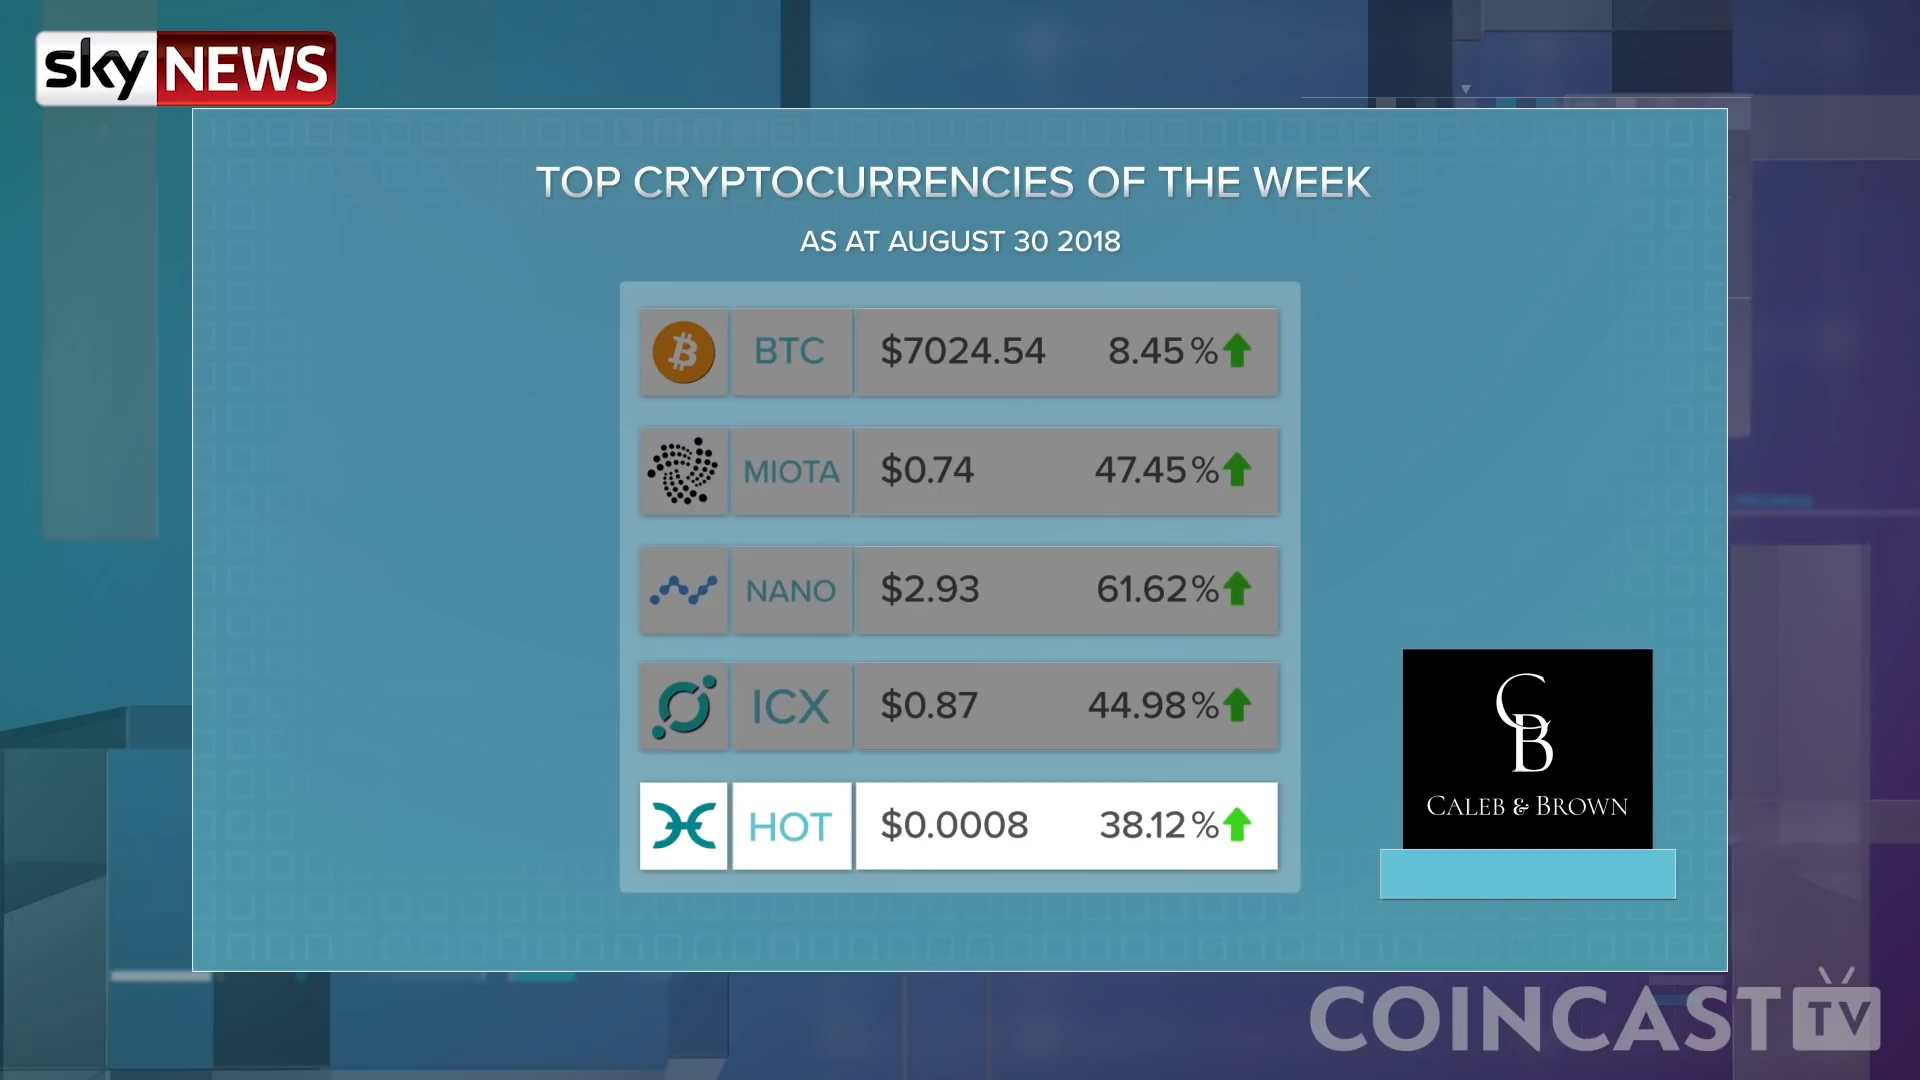 sky NEWS
TOP CRYPTOCURRENCIES OF THE WEEK
AS AT AUGUST 30 2018
BTC $7024.54 8.45%
MIOTA $0.74 47.45%
NANO $2.93 61.62%
ICX $0.87 44.98%
HOT $0.0008 38.12%
CB
CALEB & BROWN
COINCAST TV